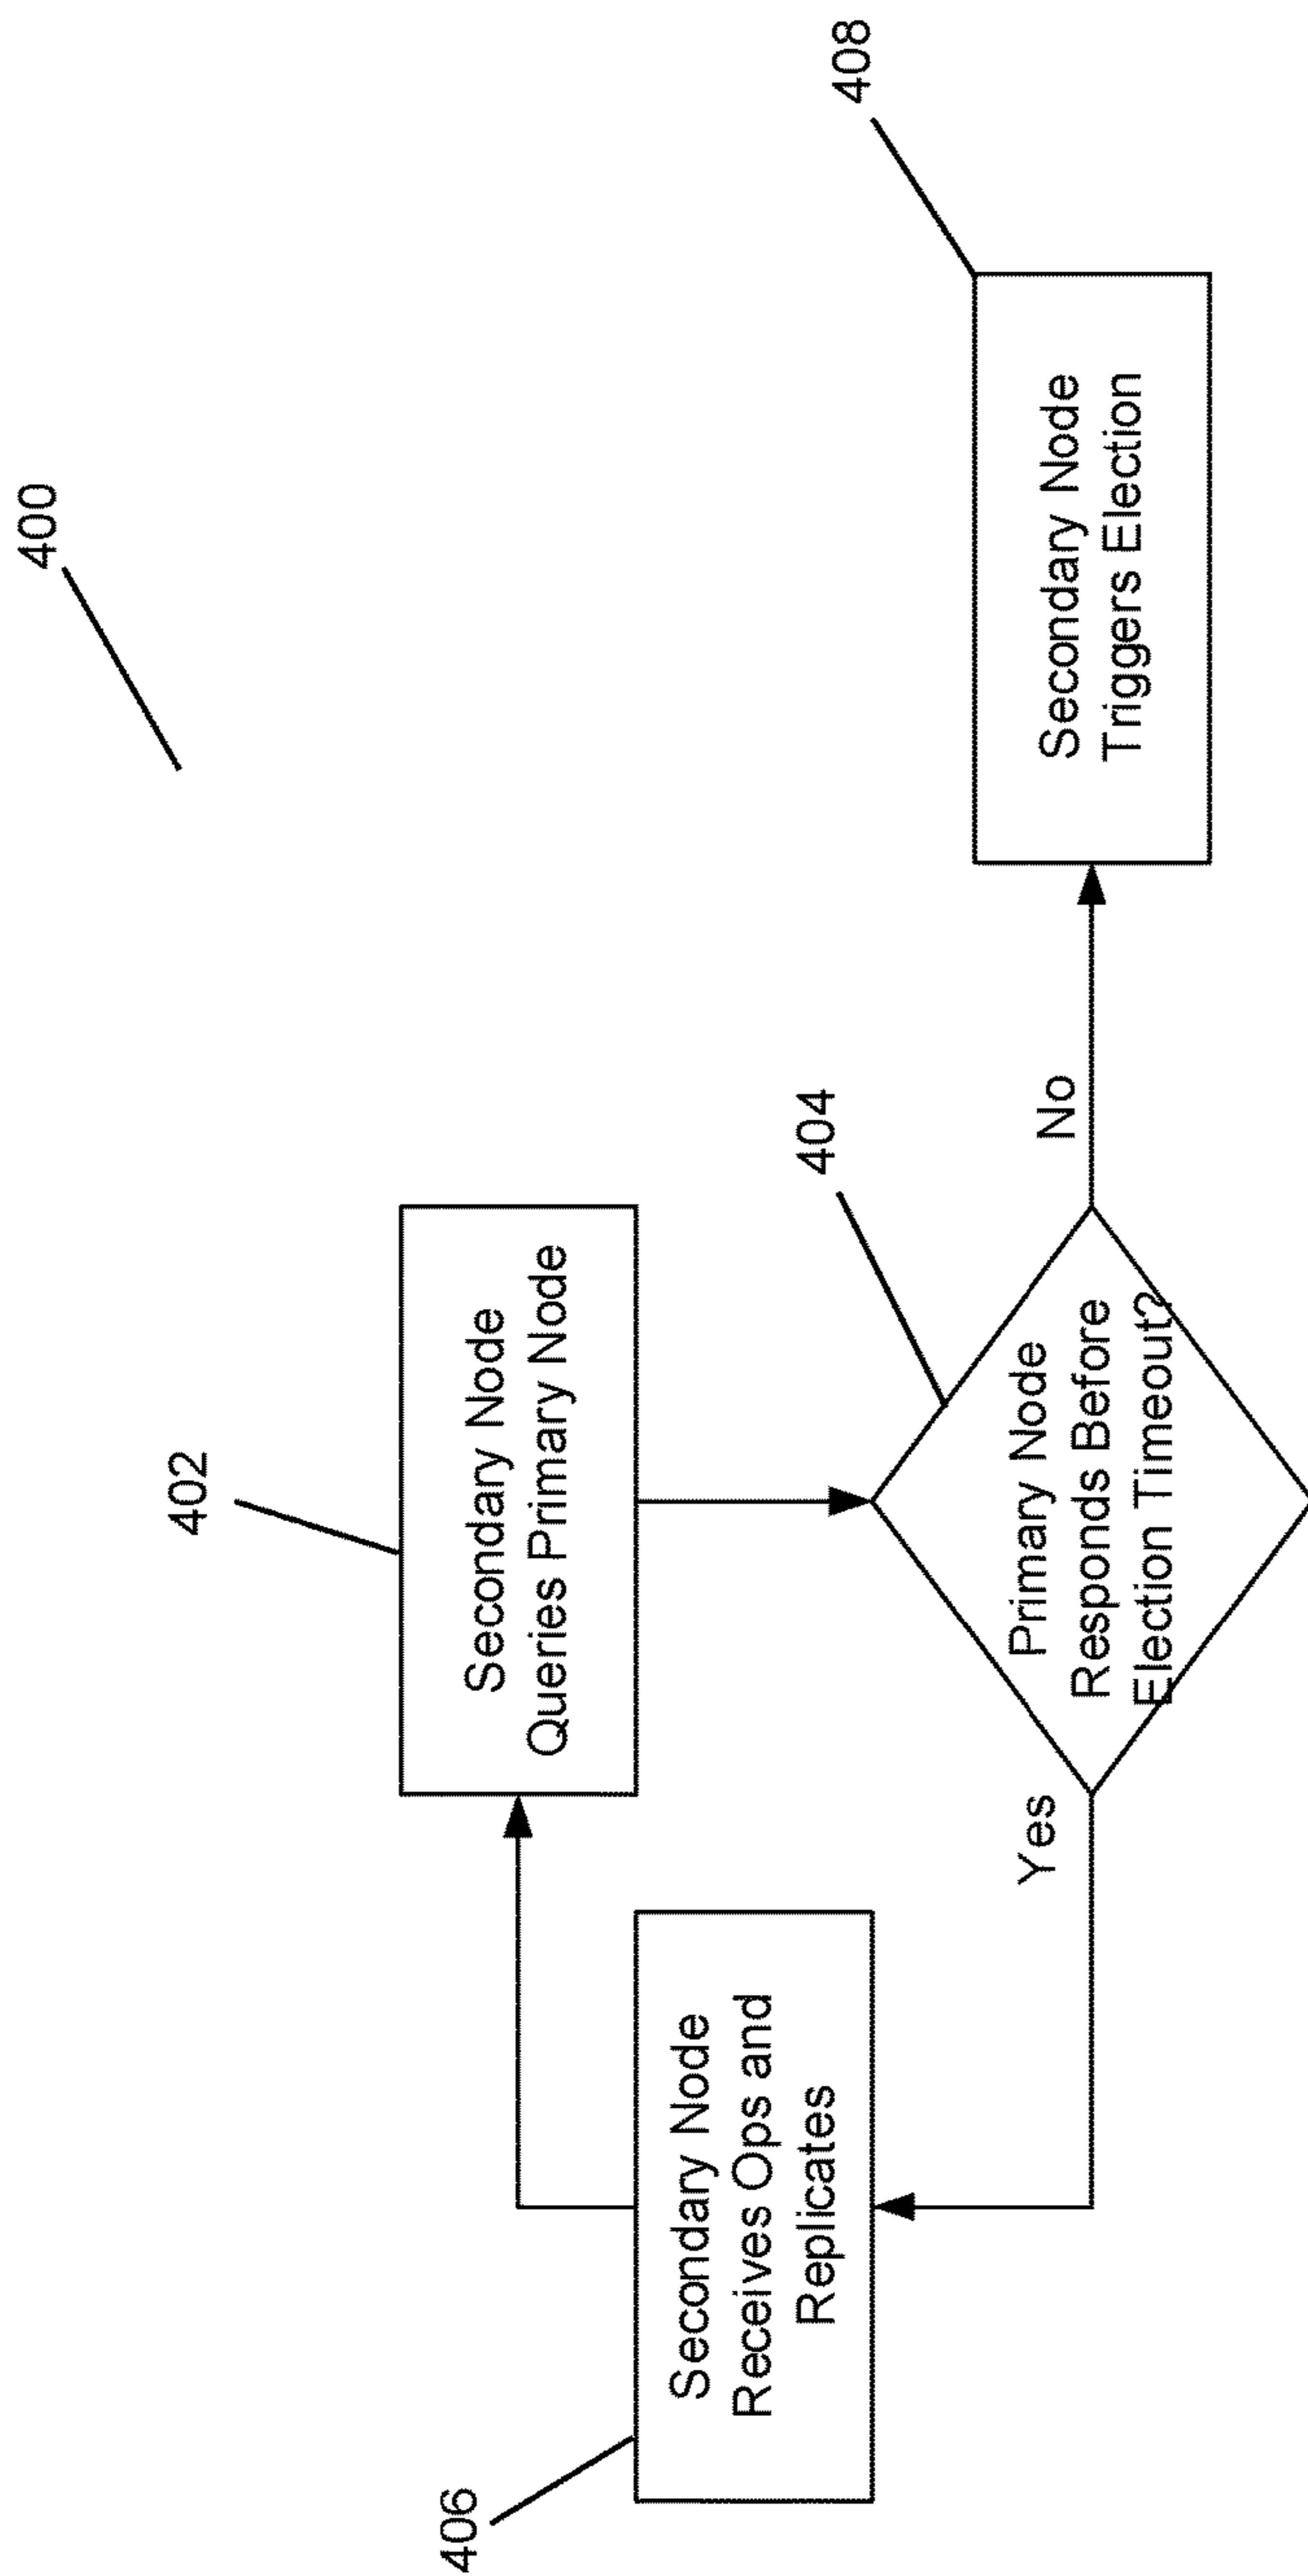 400
402
Secondary Node
Queries Primary Node
406
Secondary Node
Receives Ops and
Replicates
408
404
Yes
Primary Node
Responds Before
Election Timeout?
No
Secondary Node
Triggers Election